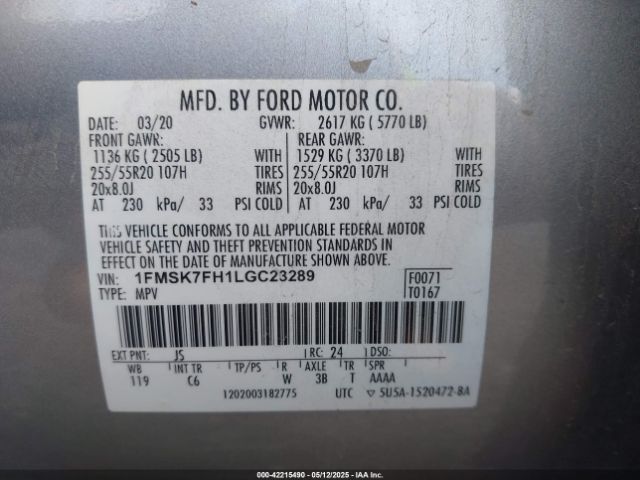 MFD. BY FORD MOTOR CO.
DATE: 03/20 GVWR: 2617 KG ( 5770 LB)
FRONT GAWR: REAR GAWR:
1136 KG ( 2505 LB) WITH 1529 KG ( 3370 LB) WITH
255/55R20 107H TIRES 255/55R20 107H TIRES
20x8.0J RIMS 20x8.0J RIMS
AT 230 kPa/ 33 PSI COLD AT 230 kPa/ 33 PSI COLD
THIS VEHICLE CONFORMS TO ALL APPLICABLE FEDERAL MOTOR
VEHICLE SAFETY AND THEFT PREVENTION STANDARDS IN
EFFECT ON THE DATE OF MANUFACTURE SHOWN ABOVE.
VIN: 1FMSK7FH1LGC23289 F0071
TYPE: MPV T0167
EXT PNT: JS RC: 24 DSO:
WB INT TR TP/PS R AXLE TR SPR
119 C6 W 3B T AAAA
1202003182775 UTC ▽ 5U5A-1520472-8A
000-42215490 - 05/12/2025 - IAAI, Inc.